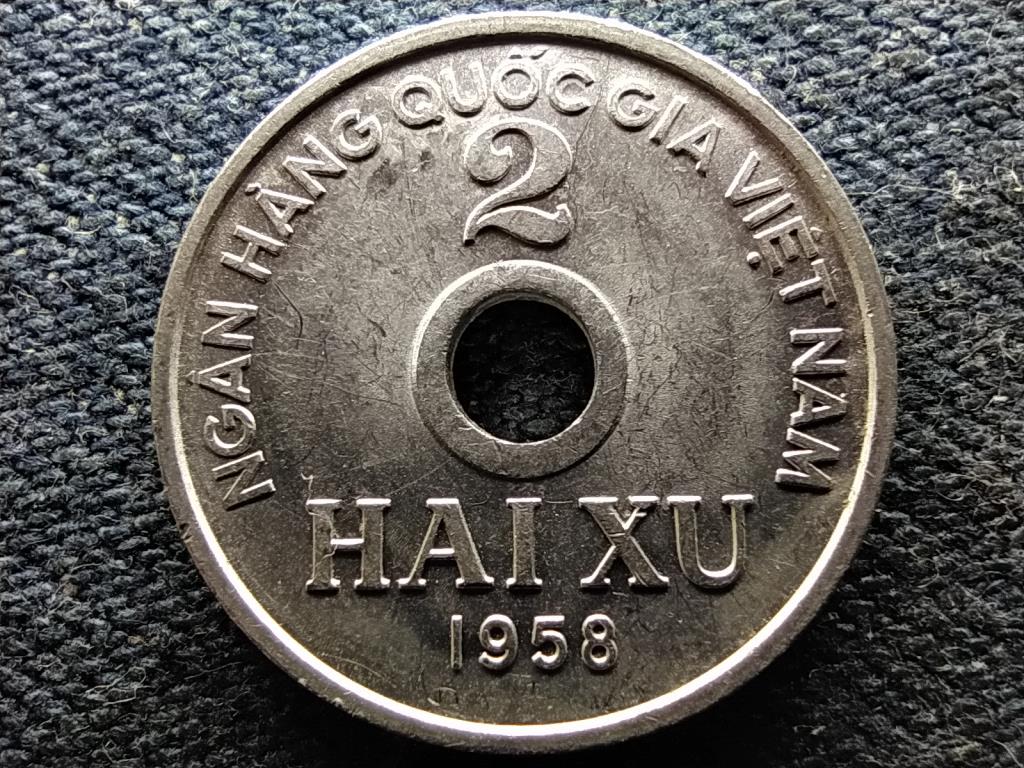 NGÂN HÀNG QUỐC GIA VIỆT NAM
2
HAI XU
1958